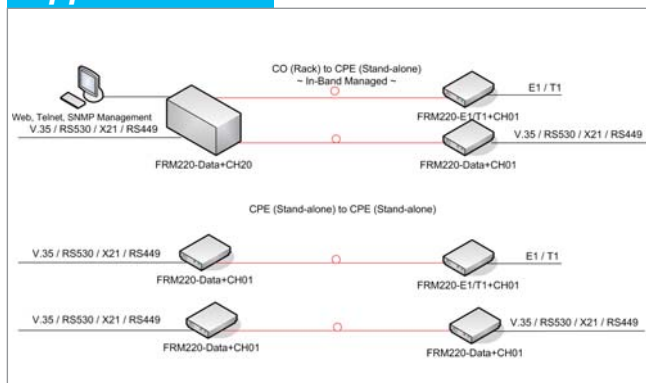 CO (Rack) to CPE (Stand-alone)
~ In-Band Managed ~
E1 / T1
Web, Telnet, SNMP Management
V.35 / RS530 / X21 / RS449
FRM220-E1/T1+CH01
V.35 / RS530 / X21 / RS449
FRM220-Data+CH20
FRM220-Data+CH01
CPE (Stand-alone) to CPE (Stand-alone)
V.35 / RS530 / X21 / RS449
E1 / T1
FRM220-Data+CH01
FRM220-E1/T1+CH01
V.35 / RS530 / X21 / RS449
V.35 / RS530 / X21 / RS449
FRM220-Data+CH01
FRM220-Data+CH01